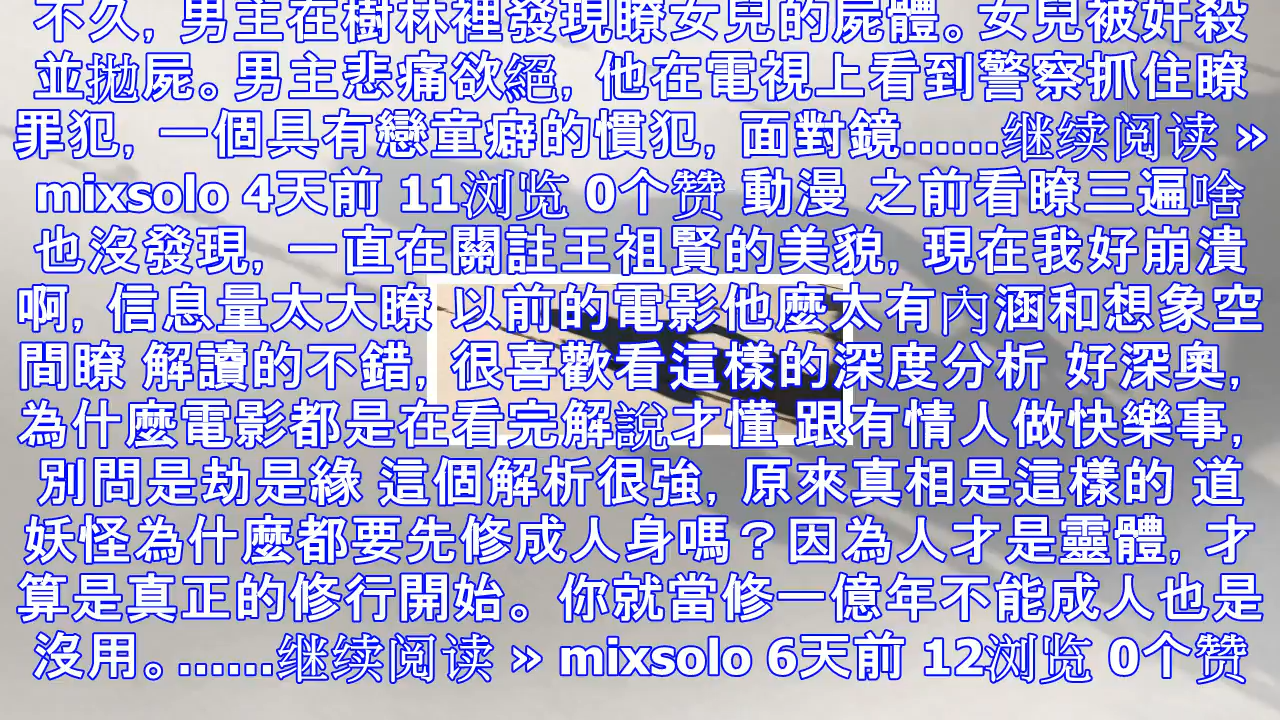 不久, 男主在樹林裡發現瞭女兒的屍體。女兒被奸殺
並拋屍。男主悲痛欲絕, 他在電視上看到警察抓住瞭
罪犯, 一個具有戀童癖的慣犯, 面對鏡......继续阅读 »
mixsolo 4天前 11浏览 0个赞 動漫 之前看瞭三遍啥
也沒發現, 一直在關註王祖賢的美貌, 現在我好崩潰
啊, 信息量太大瞭 以前的電影他麼太有內涵和想象空
間瞭 解讀的不錯, 很喜歡看這樣的深度分析 好深奧,
為什麼電影都是在看完解說才懂 跟有情人做快樂事,
別問是劫是緣 這個解析很強, 原來真相是這樣的 道
妖怪為什麼都要先修成人身嗎？因為人才是靈體, 才
算是真正的修行開始。你就當修一億年不能成人也是
沒用。......继续阅读 » mixsolo 6天前 12浏览 0个赞